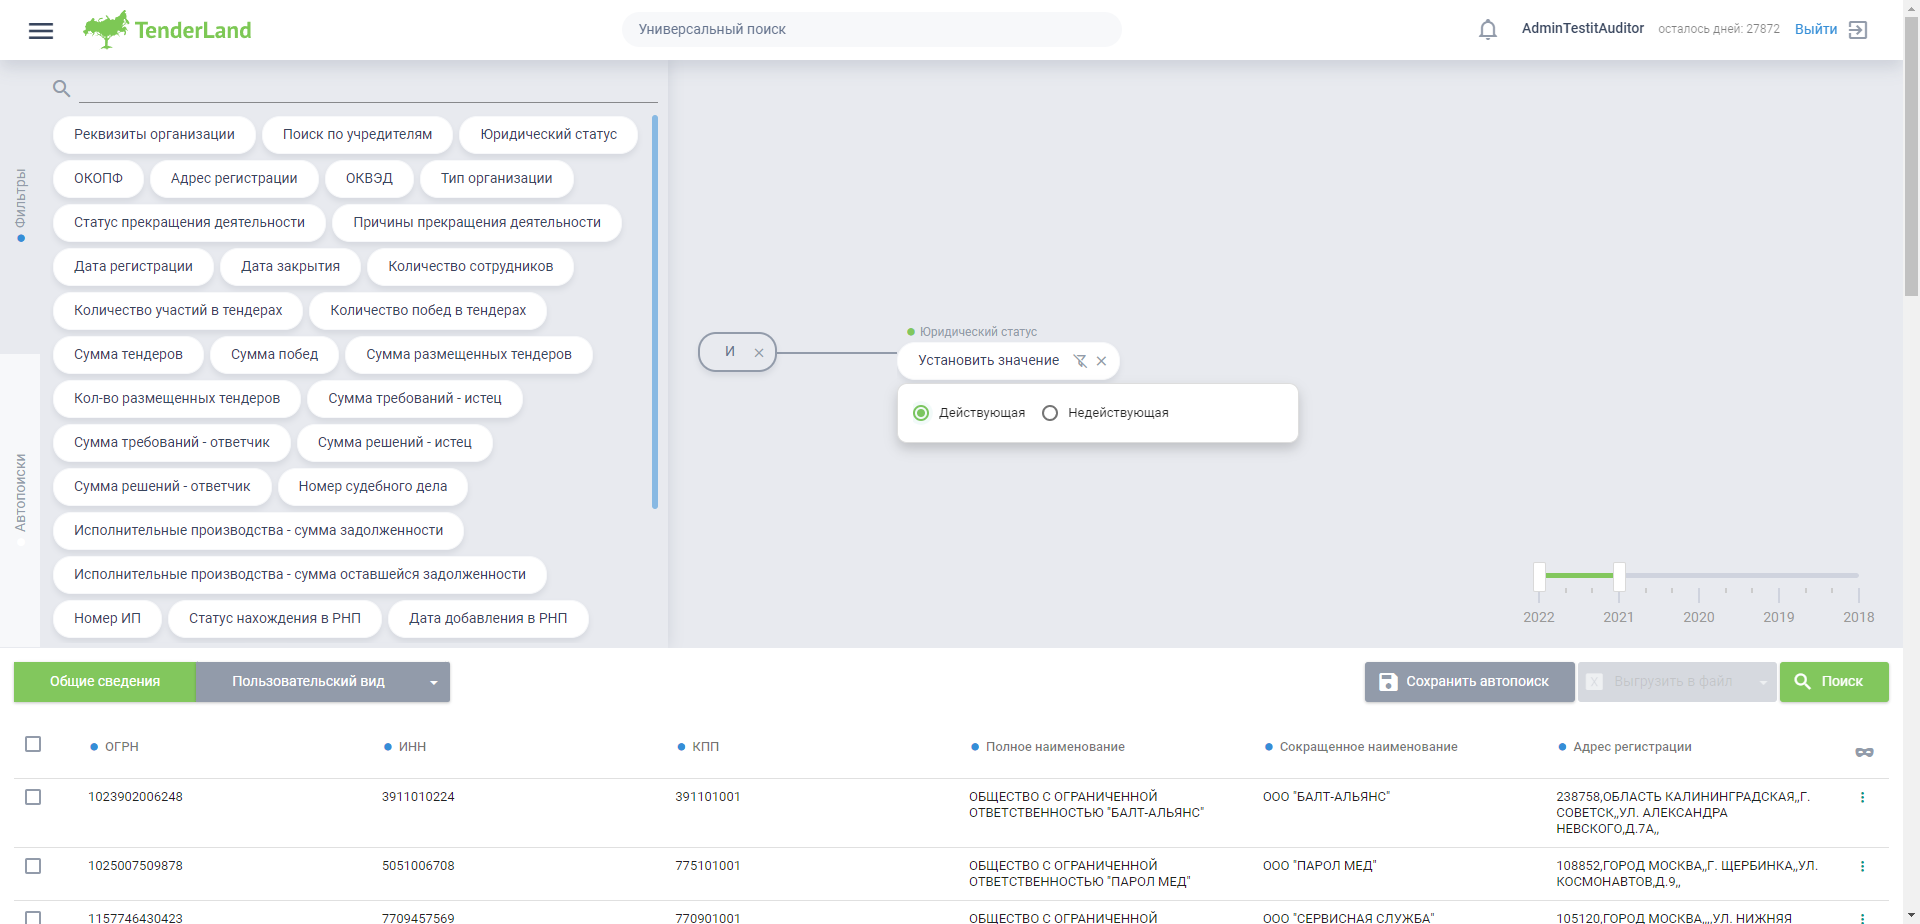 TenderLand
Универсальный поиск
AdminTestitAuditor
осталось дней: 27872
Выйти
Фильтры
Автопоиски
Реквизиты организации
Поиск по учредителям
Юридический статус
ОКОПФ
Адрес регистрации
ОКВЭД
Тип организации
Статус прекращения деятельности
Причины прекращения деятельности
Дата регистрации
Дата закрытия
Количество сотрудников
Количество участий в тендерах
Количество побед в тендерах
Сумма тендеров
Сумма побед
Сумма размещенных тендеров
Кол-во размещенных тендеров
Сумма требований - истец
Сумма требований - ответчик
Сумма решений - истец
Сумма решений - ответчик
Номер судебного дела
Исполнительные производства - сумма задолженности
Исполнительные производства - сумма оставшейся задолженности
Номер ИП
Статус нахождения в РНП
Дата добавления в РНП
И
Юридический статус
Установить значение
Действующая
Недействующая
2022
2021
2020
2019
2018
Общие сведения
Пользовательский вид
Сохранить автопоиск
Выгрузить в файл
Поиск
ОГРН
ИНН
КПП
Полное наименование
Сокращенное наименование
Адрес регистрации
1023902006248
3911010224
391101001
ОБЩЕСТВО С ОГРАНИЧЕННОЙ
ОТВЕТСТВЕННОСТЬЮ "БАЛТ-АЛЬЯНС"
ООО "БАЛТ-АЛЬЯНС"
238758,ОБЛАСТЬ КАЛИНИНГРАДСКАЯ,,Г.
СОВЕТСК,,УЛ. АЛЕКСАНДРА
НЕВСКОГО,Д.7А,,
1025007509878
5051006708
775101001
ОБЩЕСТВО С ОГРАНИЧЕННОЙ
ОТВЕТСТВЕННОСТЬЮ "ПАРОЛ МЕД"
ООО "ПАРОЛ МЕД"
108852,ГОРОД МОСКВА,,Г. ЩЕРБИНКА,,УЛ.
КОСМОНАВТОВ,Д.9,,
1157746430423
7709457569
770901001
ОБЩЕСТВО С ОГРАНИЧЕННОЙ
ООО "СЕРВИСНАЯ СЛУЖБА"
105120,ГОРОД МОСКВА,,,,УЛ. НИЖНЯЯ